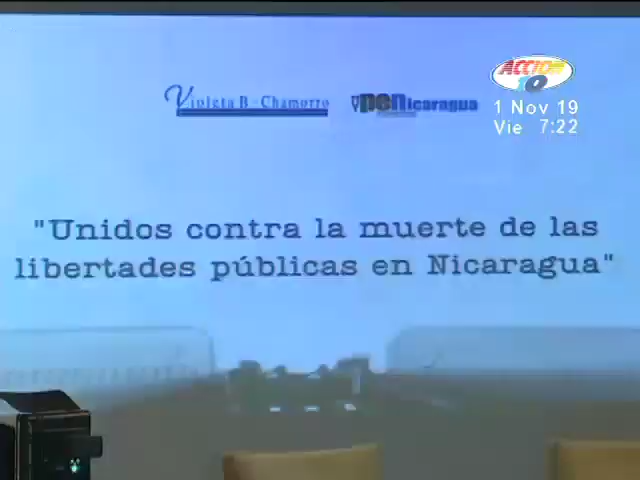 ACCION
10
Violeta B. Chamorro
PENicaragua
1 Nov 19
Vie 7:22
"Unidos contra la muerte de las
libertades públicas en Nicaragua"